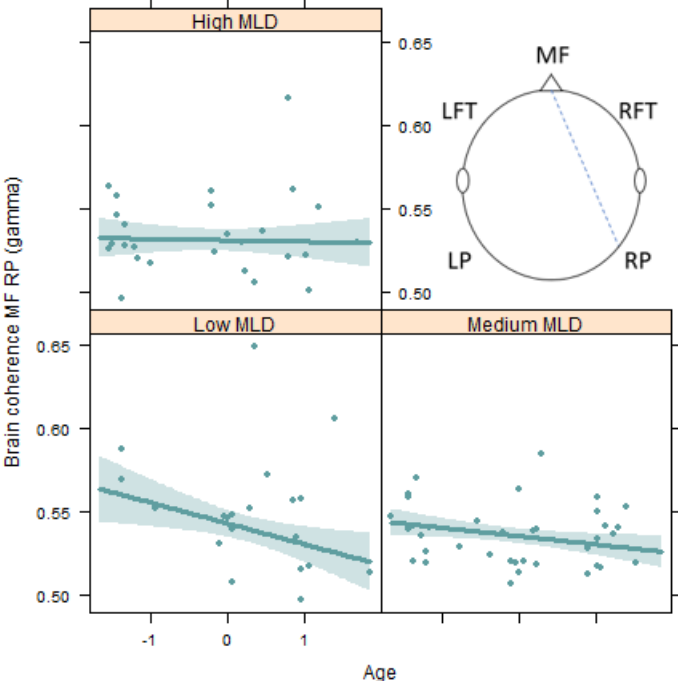 High MLD
0.65
0.60
0.55
0.50
MF
LFT
RFT
LP
RP
Brain coherence MF RP (gamma)
Low MLD
Medium MLD
0.65
0.60
0.55
0.50
-1
0
1
Age